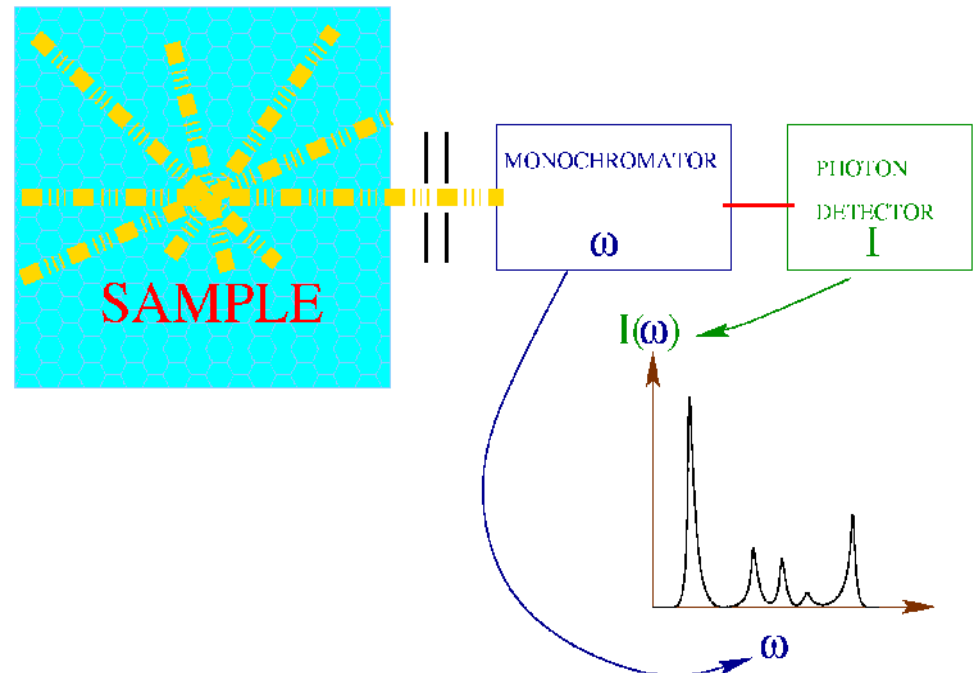 SAMPLE
MONOCHROMATOR
ω
PHOTON
DETECTOR
I
I(ω)
ω